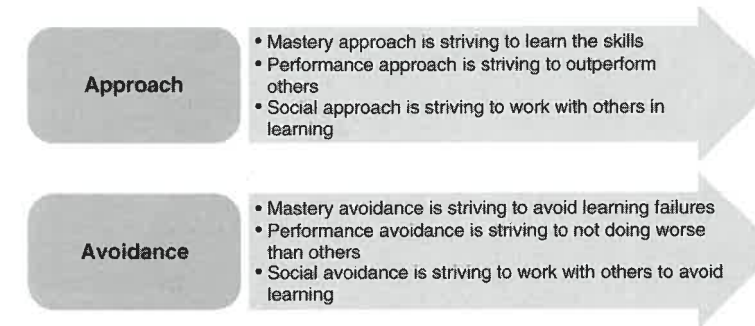 Approach
• Mastery approach is striving to learn the skills
• Performance approach is striving to outperform
others
• Social approach is striving to work with others in
learning
Avoidance
• Mastery avoidance is striving to avoid learning failures
• Performance avoidance is striving to not doing worse
than others
• Social avoidance is striving to work with others to avoid
learning